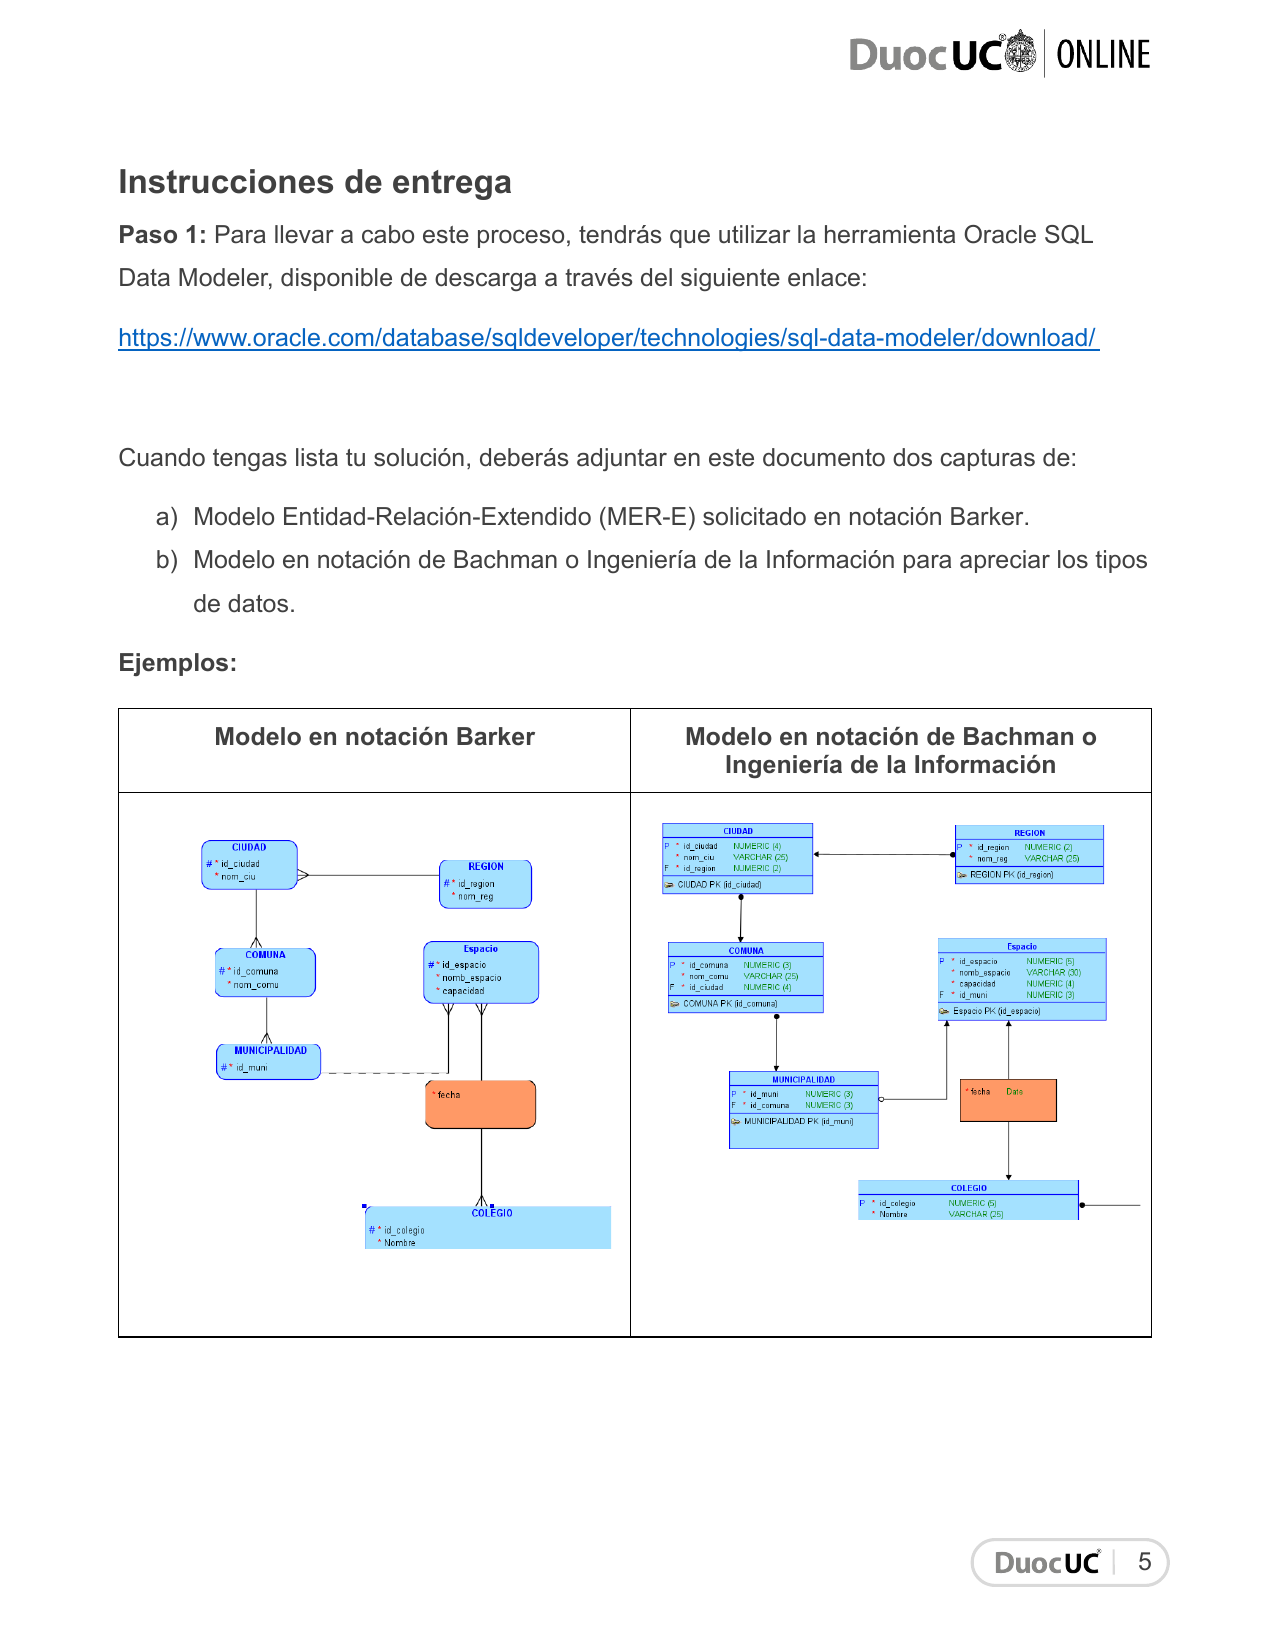 DuocUC® ONLINE
Instrucciones de entrega
Paso 1: Para llevar a cabo este proceso, tendrás que utilizar la herramienta Oracle SQL
Data Modeler, disponible de descarga a través del siguiente enlace:
https://www.oracle.com/database/sqldeveloper/technologies/sql-data-modeler/download/
Cuando tengas lista tu solución, deberás adjuntar en este documento dos capturas de:
a) Modelo Entidad-Relación-Extendido (MER-E) solicitado en notación Barker.
b) Modelo en notación de Bachman o Ingeniería de la Información para apreciar los tipos
de datos.
Ejemplos:
Modelo en notación Barker
CIUDAD
# * id_ciudad
* nom_ciu
REGION
# * id_region
* nom_reg
COMUNA
# * id_comuna
* nom_comu
Espacio
# * id_espacio
* nomb_espacio
* capacidad
MUNICIPALIDAD
# * id_muni
* fecha
COLEGIO
# * id_colegio
* Nombre
Modelo en notación de Bachman o
Ingeniería de la Información
CIUDAD
P * id_ciudad NUMERIC (4)
* nom_ciu VARCHAR (25)
F * id_region NUMERIC (2)
CIUDAD PK (id_ciudad)
REGION
P * id_region NUMERIC (2)
* nom_reg VARCHAR (25)
REGION PK (id_region)
COMUNA
P * id_comuna NUMERIC (3)
* nom_comu VARCHAR (25)
F * id_ciudad NUMERIC (4)
COMUNA PK (id_comuna)
Espacio
P * id_espacio NUMERIC (5)
* nomb_espacio VARCHAR (30)
* capacidad NUMERIC (4)
F * id_muni NUMERIC (3)
Espacio PK (id_espacio)
MUNICIPALIDAD
P * id_muni NUMERIC (3)
F * id_comuna NUMERIC (3)
MUNICIPALIDAD PK (id_muni)
* fecha Date
COLEGIO
P * id_colegio NUMERIC (5)
* Nombre VARCHAR (25)
DuocUC® 5